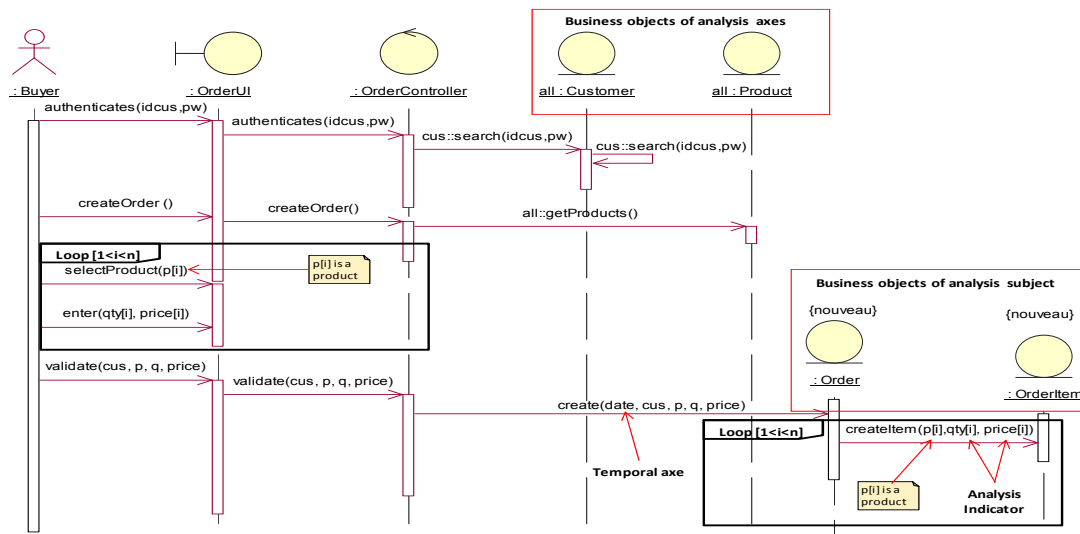 Business objects of analysis axes
: Buyer
: OrderUI
: OrderController
all : Customer
all : Product
authenticates(idcus,pw)
authenticates(idcus,pw)
cus::search(idcus,pw)
cus::search(idcus,pw)
createOrder ()
createOrder()
all::getProducts()
Loop [1<i<n]
selectProduct(p[i])
p[i] is a
product
enter(qty[i], price[i])
Business objects of analysis subject
{nouveau}
{nouveau}
: Order
: OrderItem
validate(cus, p, q, price)
validate(cus, p, q, price)
create(date, cus, p, q, price)
Temporal axe
Loop [1<i<n]
createItem(p[i],qty[i], price[i])
p[i] is a
product
Analysis
Indicator